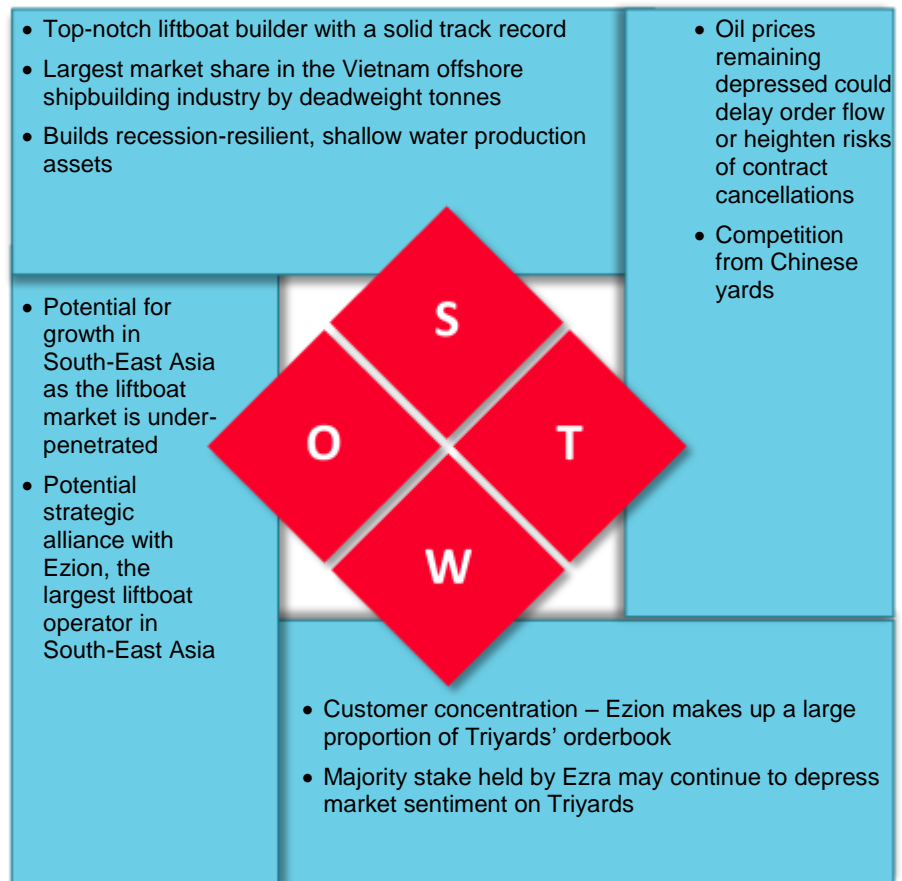 • Top-notch liftboat builder with a solid track record
• Largest market share in the Vietnam offshore
shipbuilding industry by deadweight tonnes
• Builds recession-resilient, shallow water production
assets
• Oil prices
remaining
depressed could
delay order flow
or heighten risks
of contract
cancellations
• Competition
from Chinese
yards
• Potential for
growth in
South-East Asia
as the liftboat
market is under-
penetrated
• Potential
strategic
alliance with
Ezion, the
largest liftboat
operator in
South-East Asia
S
O
T
W
• Customer concentration – Ezion makes up a large
proportion of Triyards' orderbook
• Majority stake held by Ezra may continue to depress
market sentiment on Triyards